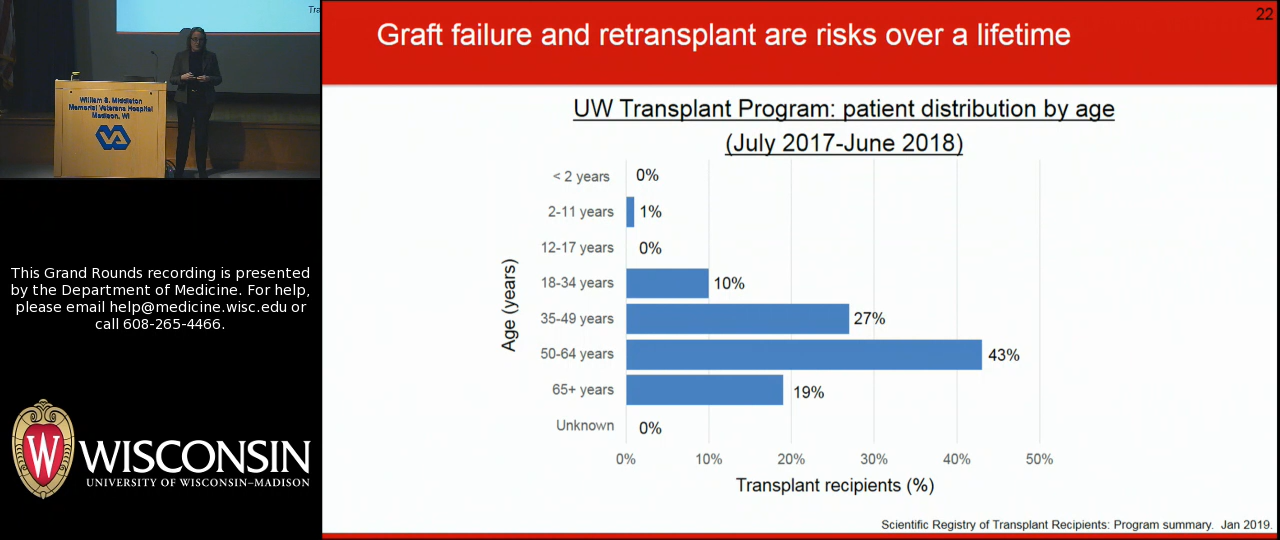 Tra
William S. Middleton
Memorial Veterans Hospital
Madison, WI
VA
This Grand Rounds recording is presented
by the Department of Medicine. For help,
please email help@medicine.wisc.edu or
call 608-265-4466.
W
WISCONSIN
UNIVERSITY OF WISCONSIN–MADISON
22
Graft failure and retransplant are risks over a lifetime
UW Transplant Program: patient distribution by age
(July 2017-June 2018)
Age (years)
< 2 years 0%
2-11 years 1%
12-17 years 0%
18-34 years 10%
35-49 years 27%
50-64 years 43%
65+ years 19%
Unknown 0%
0% 10% 20% 30% 40% 50%
Transplant recipients (%)
Scientific Registry of Transplant Recipients: Program summary. Jan 2019.